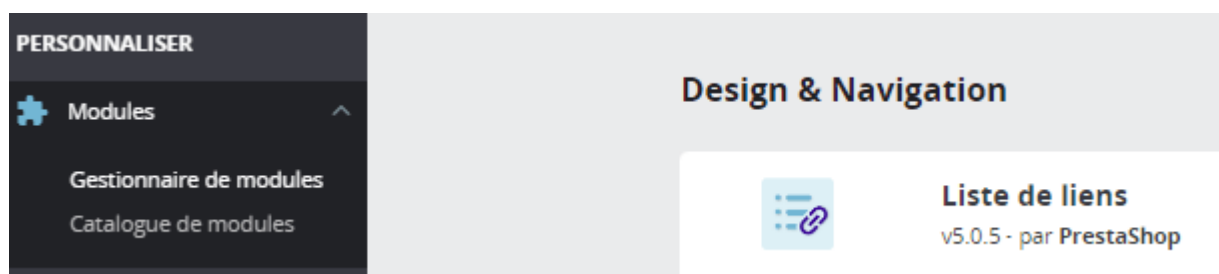 PERSONNALISER
Modules
Gestionnaire de modules
Catalogue de modules
Design & Navigation
Liste de liens
v5.0.5 - par PrestaShop